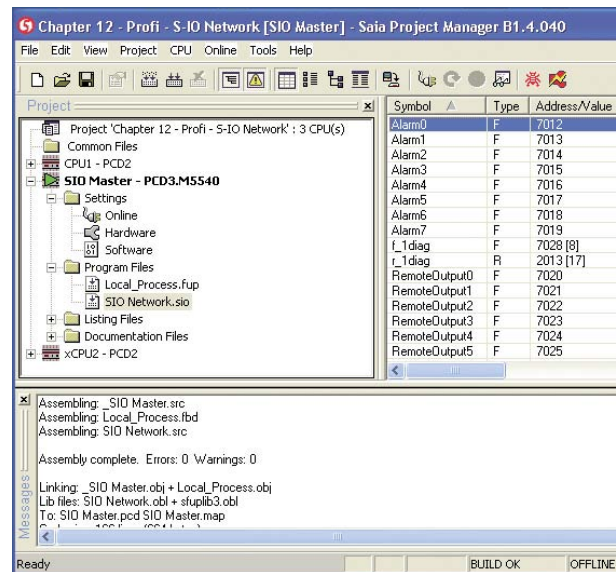 Chapter 12 - Profi - S-IO Network [SIO Master] - Saia Project Manager B1.4.040
File Edit View Project CPU Online Tools Help
Project
Project 'Chapter 12 - Profi - S-IO Network' : 3 CPU(s)
Common Files
CPU1 - PCD2
SIO Master - PCD3.M5540
Settings
Online
Hardware
Software
Program Files
Local_Process.fup
SIO Network.sio
Listing Files
Documentation Files
xCPU2 - PCD2
Symbol Type Address/Value
Alarm0 F 7012
Alarm1 F 7013
Alarm2 F 7014
Alarm3 F 7015
Alarm4 F 7016
Alarm5 F 7017
Alarm6 F 7018
Alarm7 F 7019
f_1diag F 7028 [8]
r_1diag R 2013 [17]
RemoteOutput0 F 7020
RemoteOutput1 F 7021
RemoteOutput2 F 7022
RemoteOutput3 F 7023
RemoteOutput4 F 7024
RemoteOutput5 F 7025
Messages
Assembling: _SIO Master.src
Assembling: Local_Process.fbd
Assembling: SIO Network.src
Assembly complete. Errors: 0 Warnings: 0
Linking: _SIO Master.obj + Local_Process.obj
Lib files: SIO Network.obl + sfuplib3.obl
To: SIO Master.pcd SIO Master.map
Ready BUILD OK OFFLINE